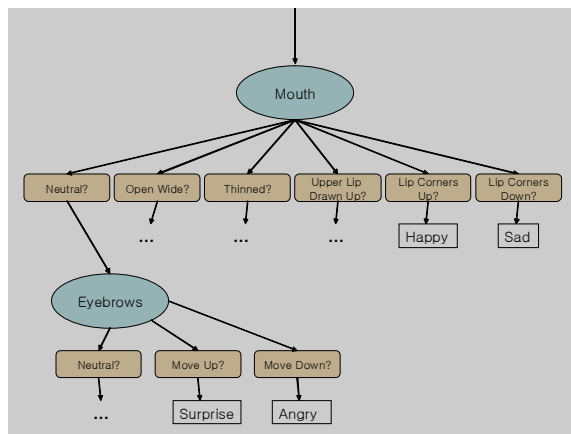 Mouth
Neutral?
Open Wide?
Thinned?
Upper Lip
Drawn Up?
Lip Corners
Up?
Lip Corners
Down?
...
...
...
Happy
Sad
Eyebrows
Neutral?
Move Up?
Move Down?
...
Surprise
Angry